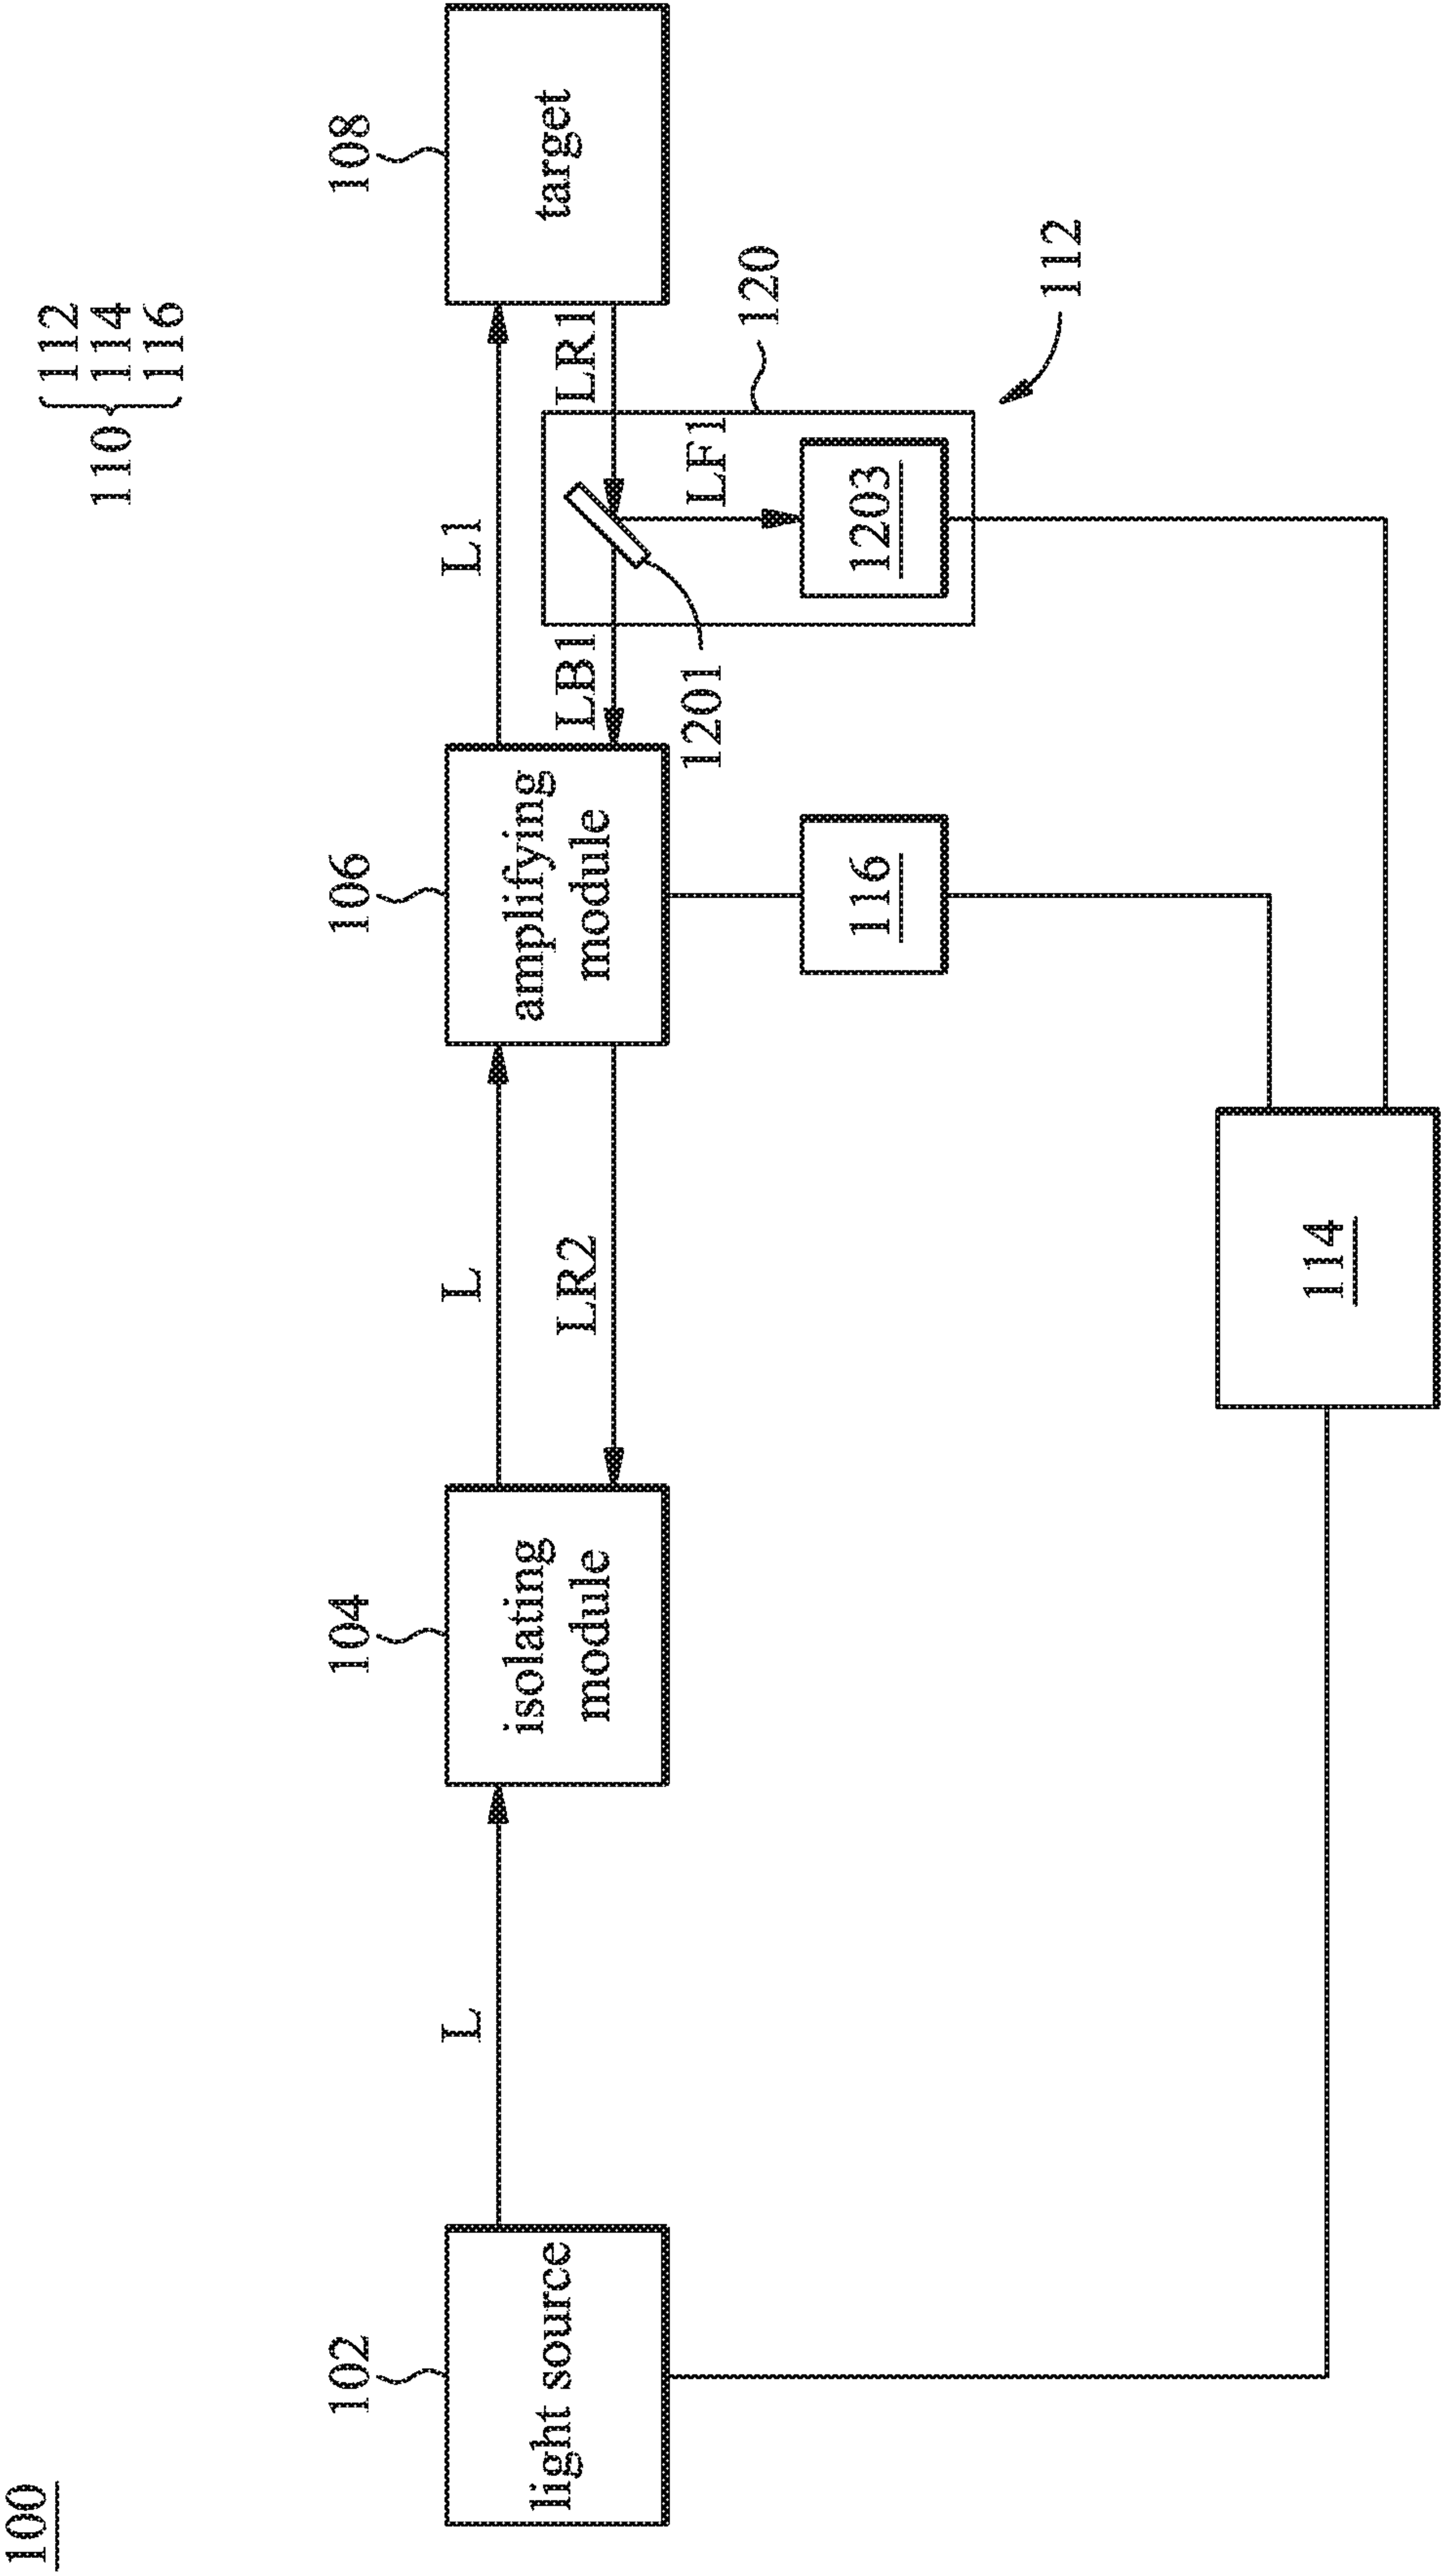 100
110 { 112
114
116
102
104
106
108
light source
isolating
module
amplifying
module
target
L
L
L1
LR2
LB1
LR1
LF1
1201
1203
120
112
116
114